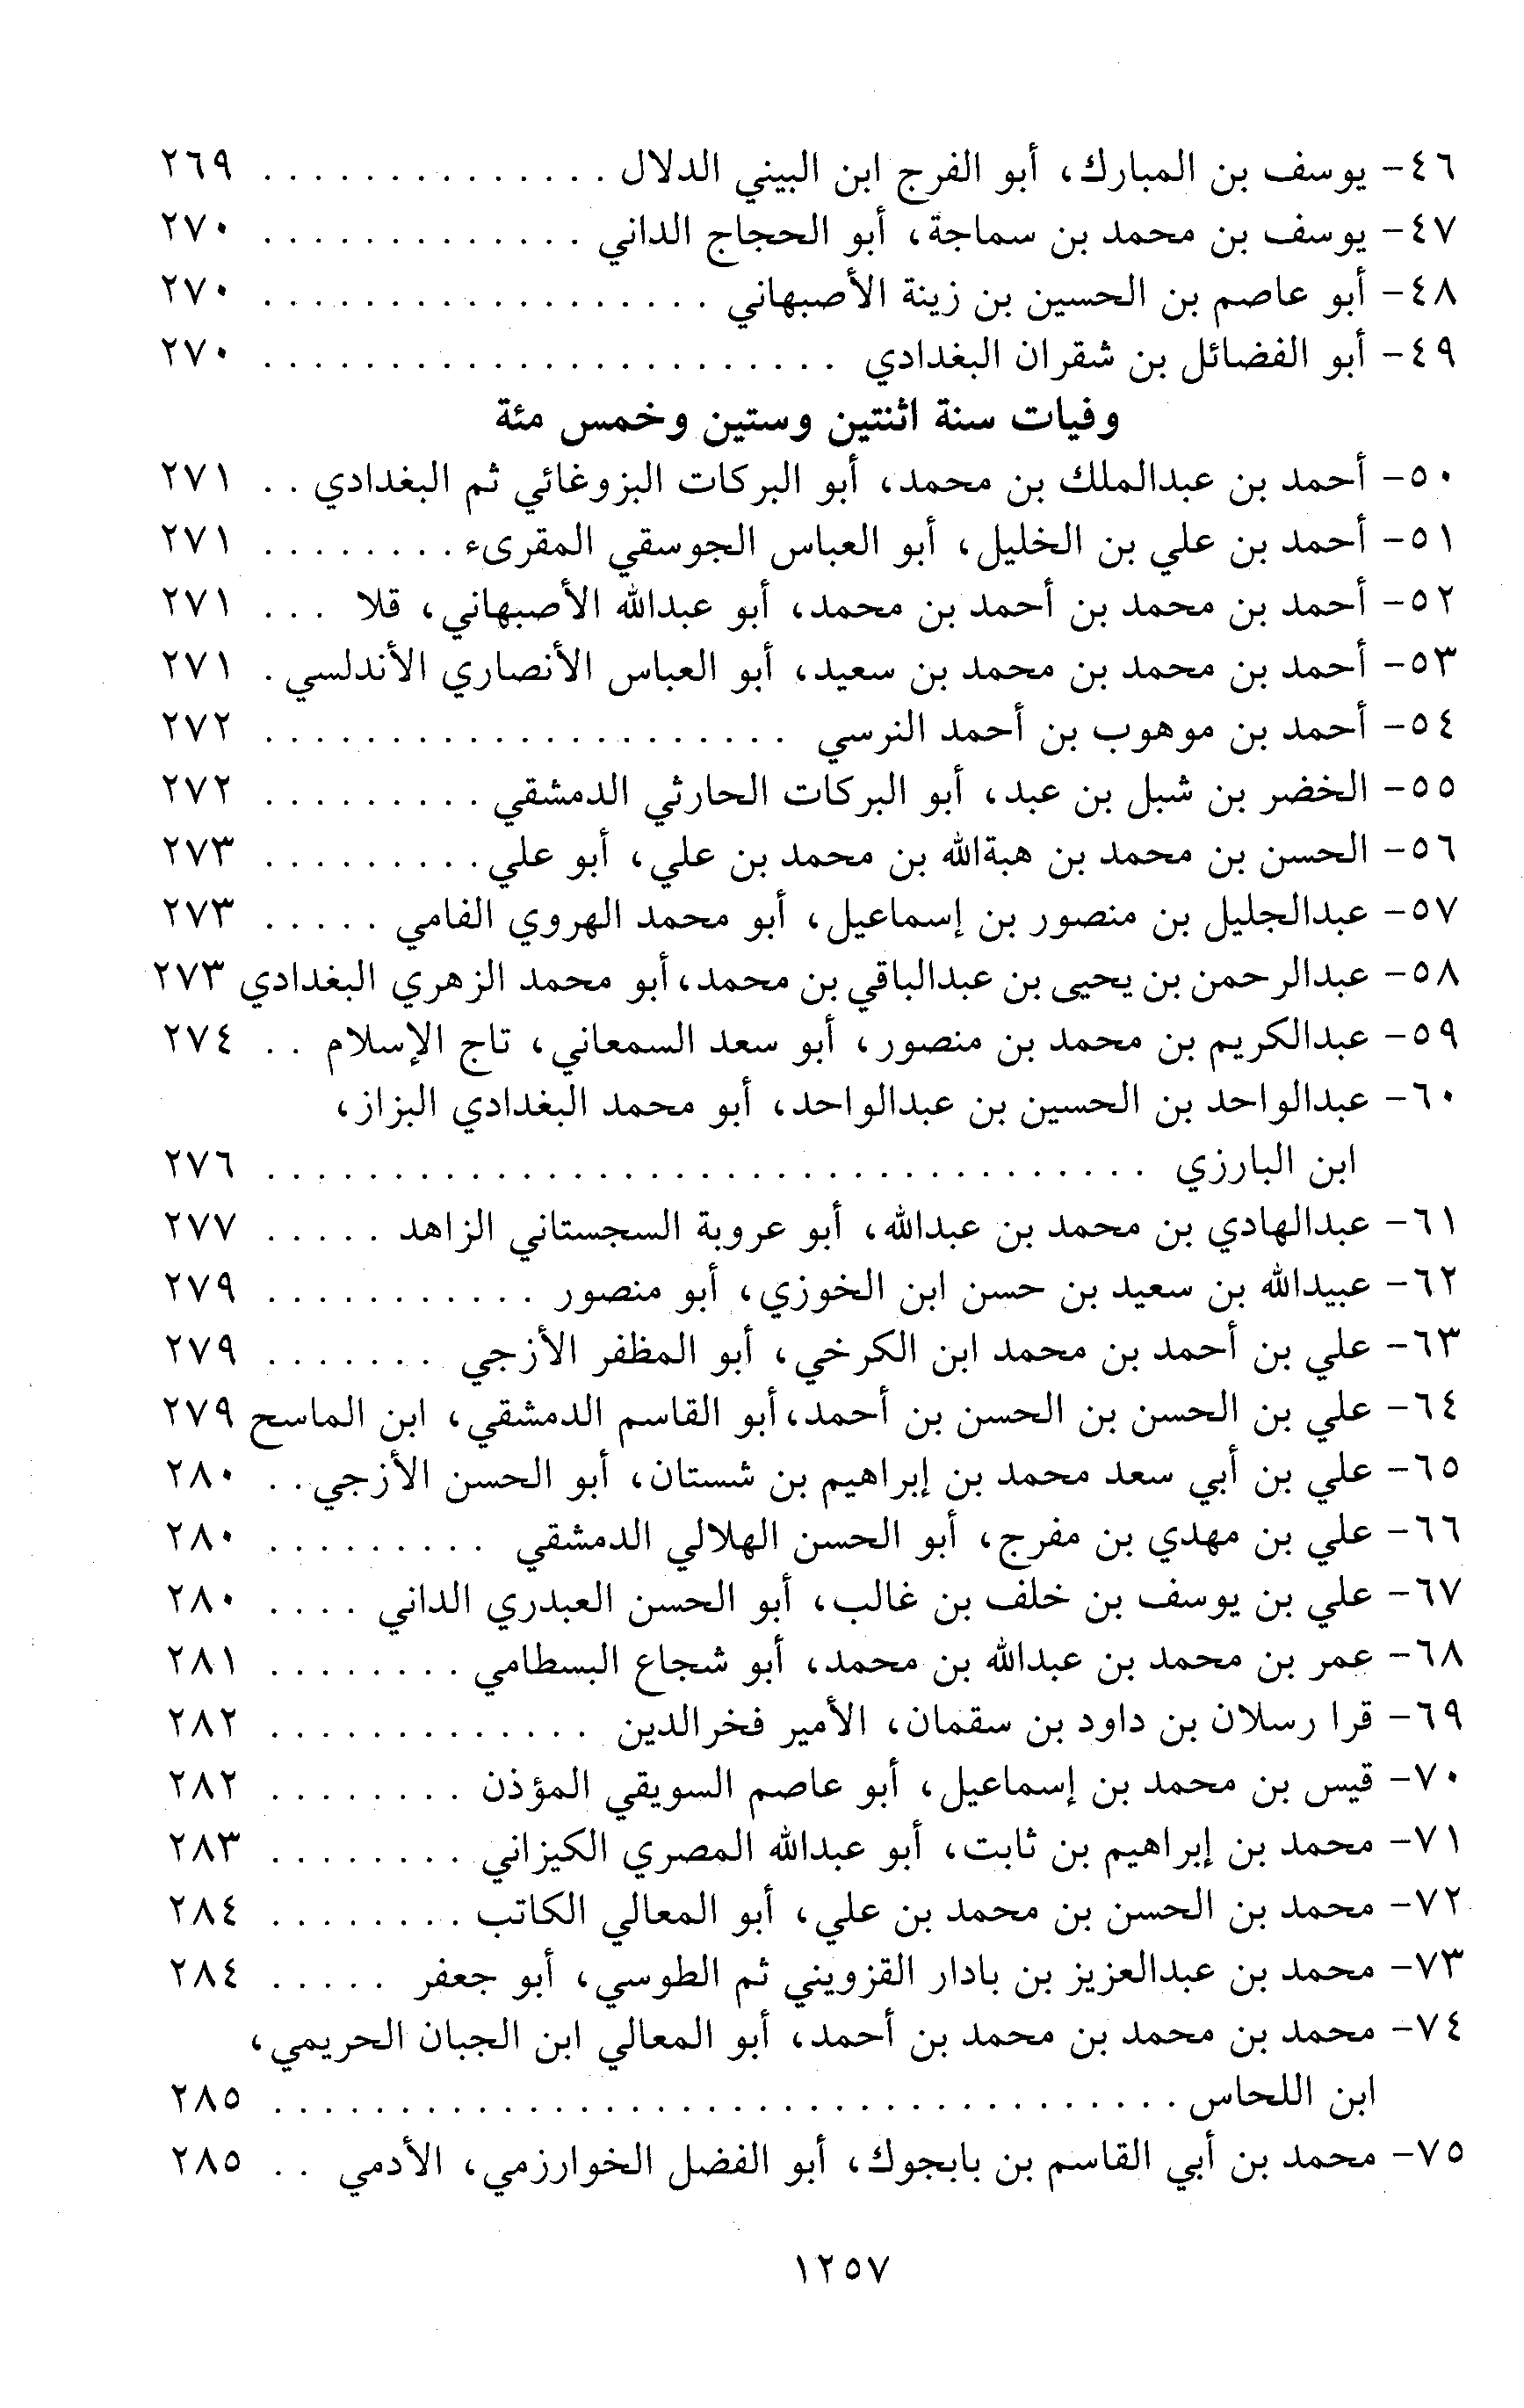 ٤٦- يوسف بن المبارك، أبو الفرج ابن البيني الدلال . . . . . . . . . . . . . . ٢٦٩
٤٧- يوسف بن محمد بن سماجة، أبو الحجاج الداني . . . . . . . . . . . . . ٢٧٠
٤٨- أبو عاصم بن الحسين بن زينة الأصبهاني . . . . . . . . . . . . . . . . . . ٢٧٠
٤٩- أبو الفضائل بن شقران البغدادي . . . . . . . . . . . . . . . . . . . . . . . ٢٧٠
وفيات سنة اثنتين وستين وخمس مئة
٥٠- أحمد بن عبدالملك بن محمد، أبو البركات البزوغائي ثم البغدادي . . ٢٧١
٥١- أحمد بن علي بن الخليل، أبو العباس الجوسقي المقرىء . . . . . . . . ٢٧١
٥٢- أحمد بن محمد بن أحمد بن محمد، أبو عبدالله الأصبهاني، قلا . . . ٢٧١
٥٣- أحمد بن محمد بن محمد بن سعيد، أبو العباس الأنصاري الأندلسي . ٢٧١
٥٤- أحمد بن موهوب بن أحمد النرسي . . . . . . . . . . . . . . . . . . . . . ٢٧٢
٥٥- الخضر بن شبل بن عبد، أبو البركات الحارثي الدمشقي . . . . . . . . . ٢٧٢
٥٦- الحسن بن محمد بن هبةالله بن محمد بن علي، أبو علي . . . . . . . . . ٢٧٣
٥٧- عبدالجليل بن منصور بن إسماعيل، أبو محمد الهروي الفامي . . . . . ٢٧٣
٥٨- عبدالرحمن بن يحيى بن عبدالباقي بن محمد، أبو محمد الزهري البغدادي ٢٧٣
٥٩- عبدالكريم بن محمد بن منصور، أبو سعد السمعاني، تاج الإسلام . . ٢٧٤
٦٠- عبدالواحد بن الحسين بن عبدالواحد، أبو محمد البغدادي البزاز،
ابن البارزي . . . . . . . . . . . . . . . . . . . . . . . . . . . . . . . . . . . ٢٧٦
٦١- عبدالهادي بن محمد بن عبدالله، أبو عروبة السجستاني الزاهد . . . . . ٢٧٧
٦٢- عبيدالله بن سعيد بن حسن ابن الخوزي، أبو منصور . . . . . . . . . . . ٢٧٩
٦٣- علي بن أحمد بن محمد ابن الكرخي، أبو المظفر الأزجي . . . . . . . ٢٧٩
٦٤- علي بن الحسن بن الحسن بن أحمد، أبو القاسم الدمشقي، ابن الماسح ٢٧٩
٦٥- علي بن أبي سعد محمد بن إبراهيم بن شستان، أبو الحسن الأزجي . . ٢٨٠
٦٦- علي بن مهدي بن مفرج، أبو الحسن الهلالي الدمشقي . . . . . . . . . ٢٨٠
٦٧- علي بن يوسف بن خلف بن غالب، أبو الحسن العبدري الداني . . . . ٢٨٠
٦٨- عمر بن محمد بن عبدالله بن محمد، أبو شجاع البسطامي . . . . . . . . ٢٨١
٦٩- قرا رسلان بن داود بن سقمان، الأمير فخرالدين . . . . . . . . . . . . . ٢٨٢
٧٠- قيس بن محمد بن إسماعيل، أبو عاصم السويقي المؤذن . . . . . . . . ٢٨٢
٧١- محمد بن إبراهيم بن ثابت، أبو عبدالله المصري الكيزاني . . . . . . . . ٢٨٣
٧٢- محمد بن الحسن بن محمد بن علي، أبو المعالي الكاتب . . . . . . . . ٢٨٤
٧٣- محمد بن عبدالعزيز بن بادار القزويني ثم الطوسي، أبو جعفر . . . . . ٢٨٤
٧٤- محمد بن محمد بن محمد بن أحمد، أبو المعالي ابن الجبان الحريمي،
ابن اللحاس . . . . . . . . . . . . . . . . . . . . . . . . . . . . . . . . . . . . ٢٨٥
٧٥- محمد بن أبي القاسم بن بابجوك، أبو الفضل الخوارزمي، الأدمي . . ٢٨٥
١٢٥٧